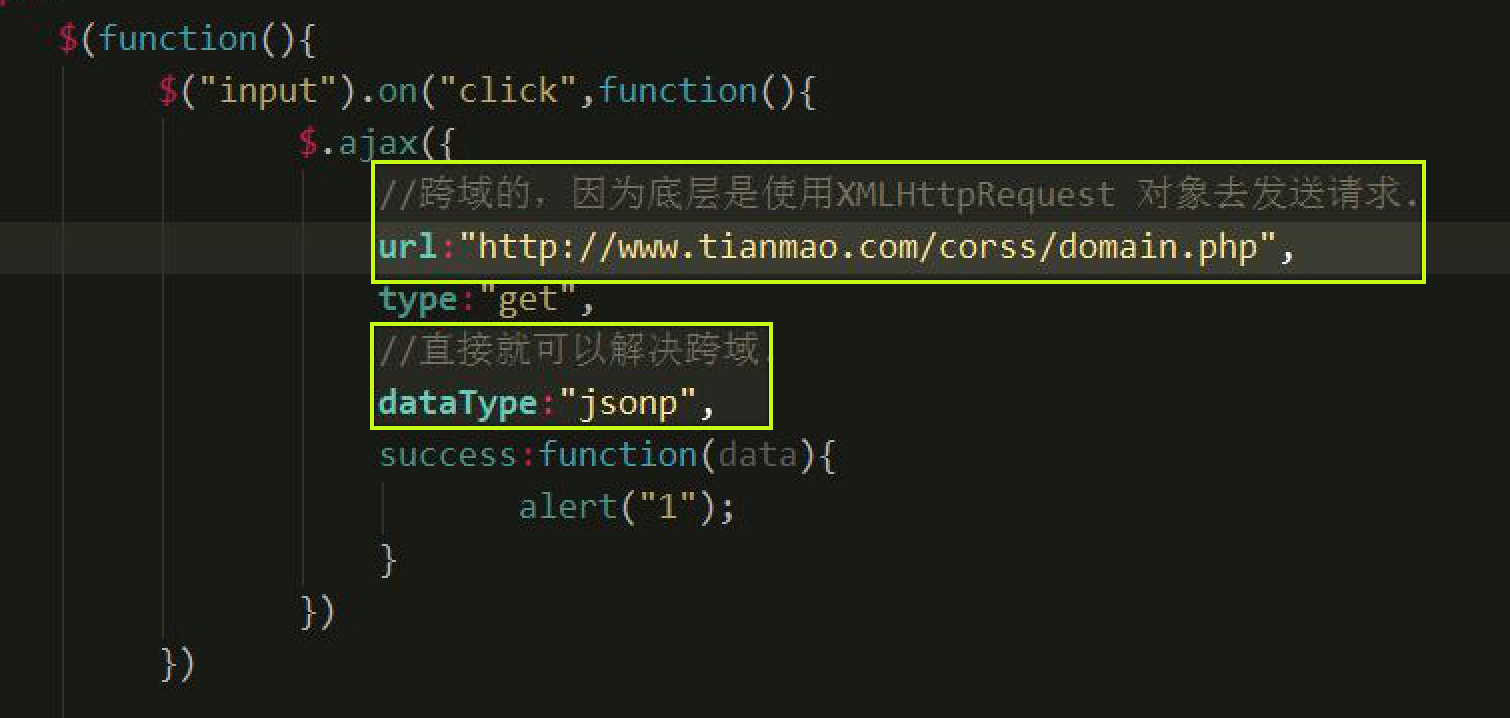 $(function(){
$("input").on("click",function(){
$.ajax({
//跨域的，因为底层是使用XMLHttpRequest 对象去发送请求.
url:"http://www.tianmao.com/corss/domain.php",
type:"get",
//直接就可以解决跨域.
dataType:"jsonp",
success:function(data){
alert("1");
}
})
})